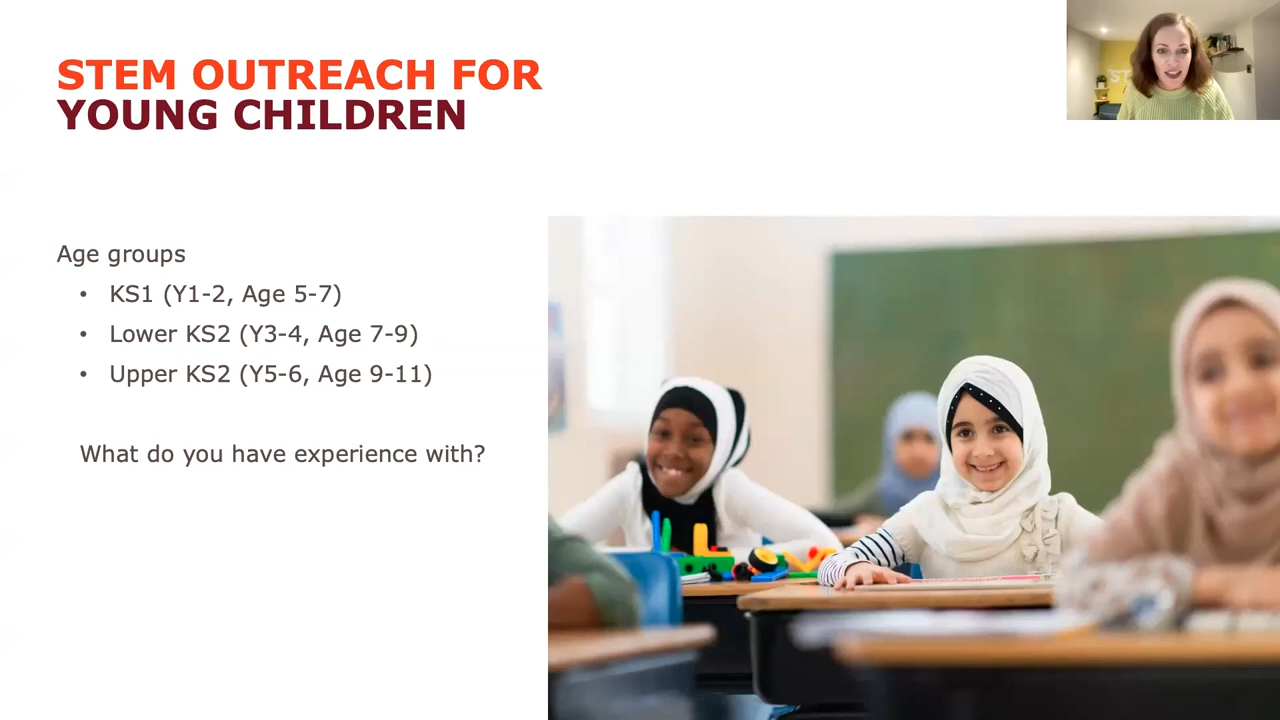 STEM OUTREACH FOR
YOUNG CHILDREN
Age groups
• KS1 (Y1-2, Age 5-7)
• Lower KS2 (Y3-4, Age 7-9)
• Upper KS2 (Y5-6, Age 9-11)
What do you have experience with?